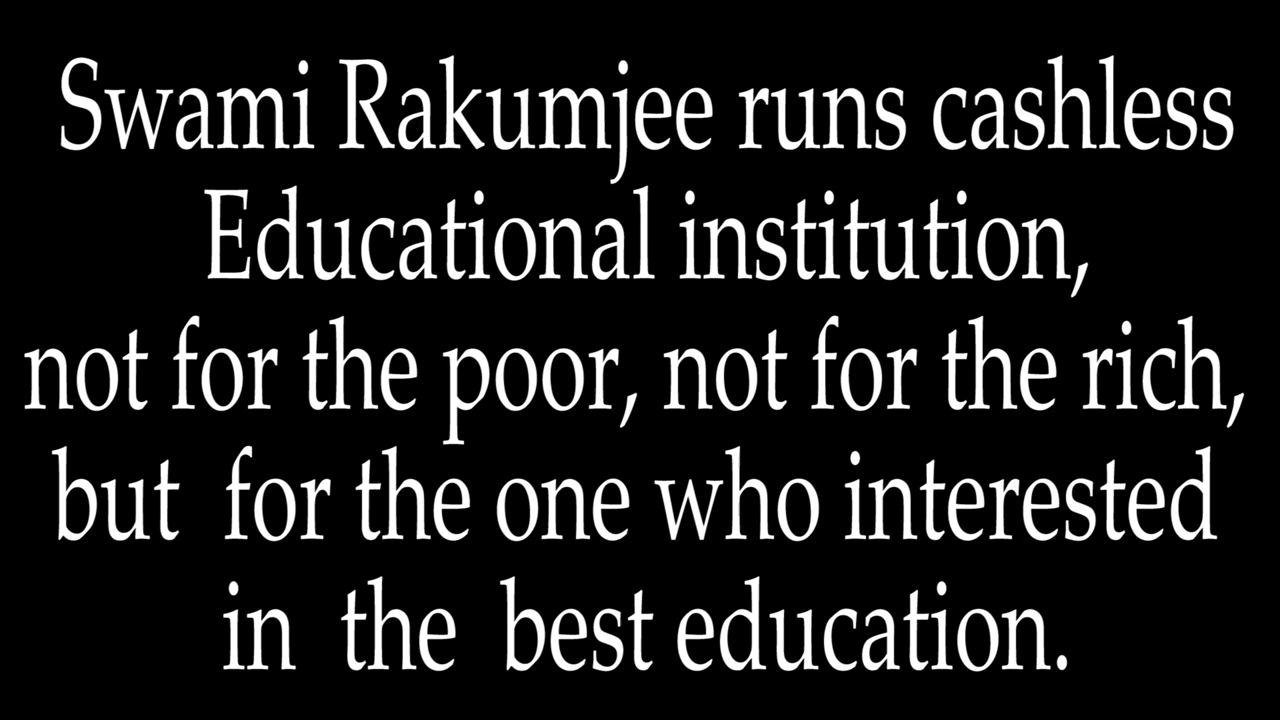 Swami Rakumjee runs cashless
Educational institution,
not for the poor, not for the rich,
but for the one who interested
in the best education.